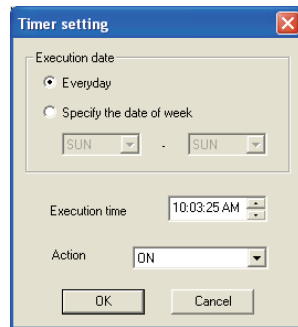 Timer setting
Execution date
Everyday
Specify the date of week
SUN - SUN
Execution time 10:03:25 AM
Action ON
OK Cancel